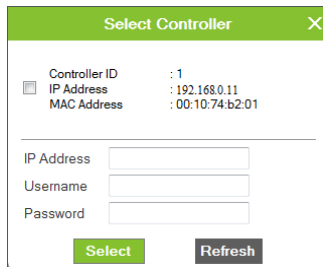 Select Controller X
Controller ID : 1
IP Address : 192.168.0.11
MAC Address : 00:10:74:b2:01
IP Address
Username
Password
Select Refresh